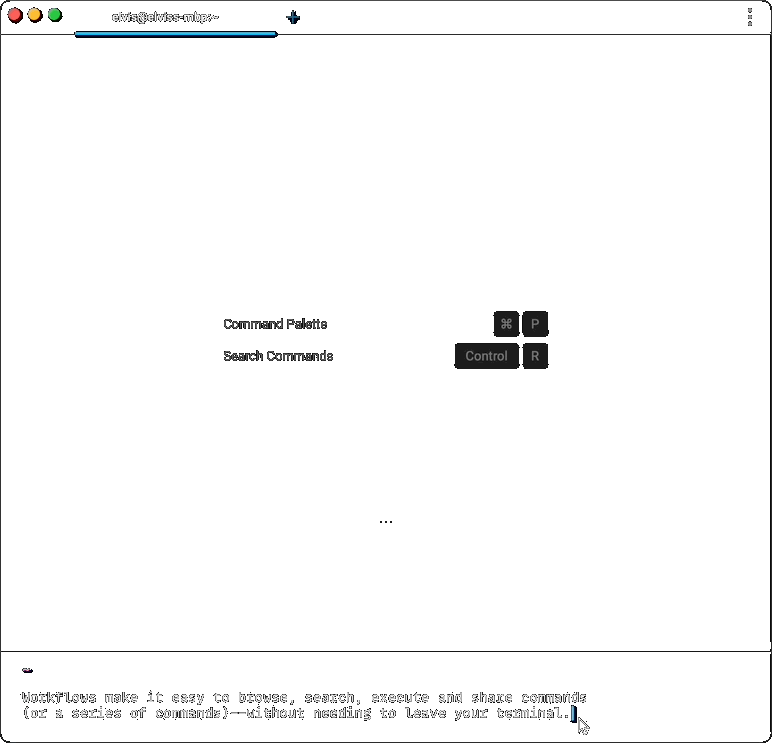 elvis@elviss-mbp:~
Command Palette ⌘ P
Search Commands Control R
...
Workflows make it easy to browse, search, execute and share commands
(or a series of commands)--without needing to leave your terminal.